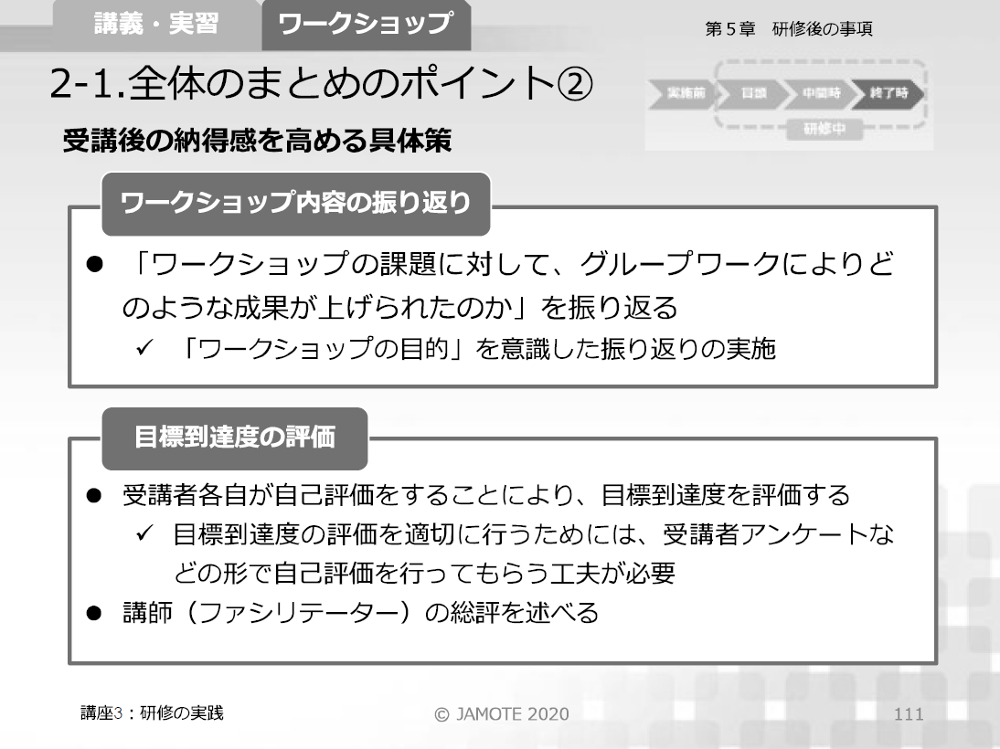 講義・実習
ワークショップ
第５章　研修後の事項
2-1.全体のまとめのポイント②
実施前
冒頭
中間時
終了時
研修中
受講後の納得感を高める具体策
ワークショップ内容の振り返り
● 「ワークショップの課題に対して、グループワークによりど
のような成果が上げられたのか」を振り返る
✓ 「ワークショップの目的」を意識した振り返りの実施
目標到達度の評価
● 受講者各自が自己評価をすることにより、目標到達度を評価する
✓ 目標到達度の評価を適切に行うためには、受講者アンケートな
どの形で自己評価を行ってもらう工夫が必要
● 講師（ファシリテーター）の総評を述べる
講座3：研修の実践
© JAMOTE 2020
111